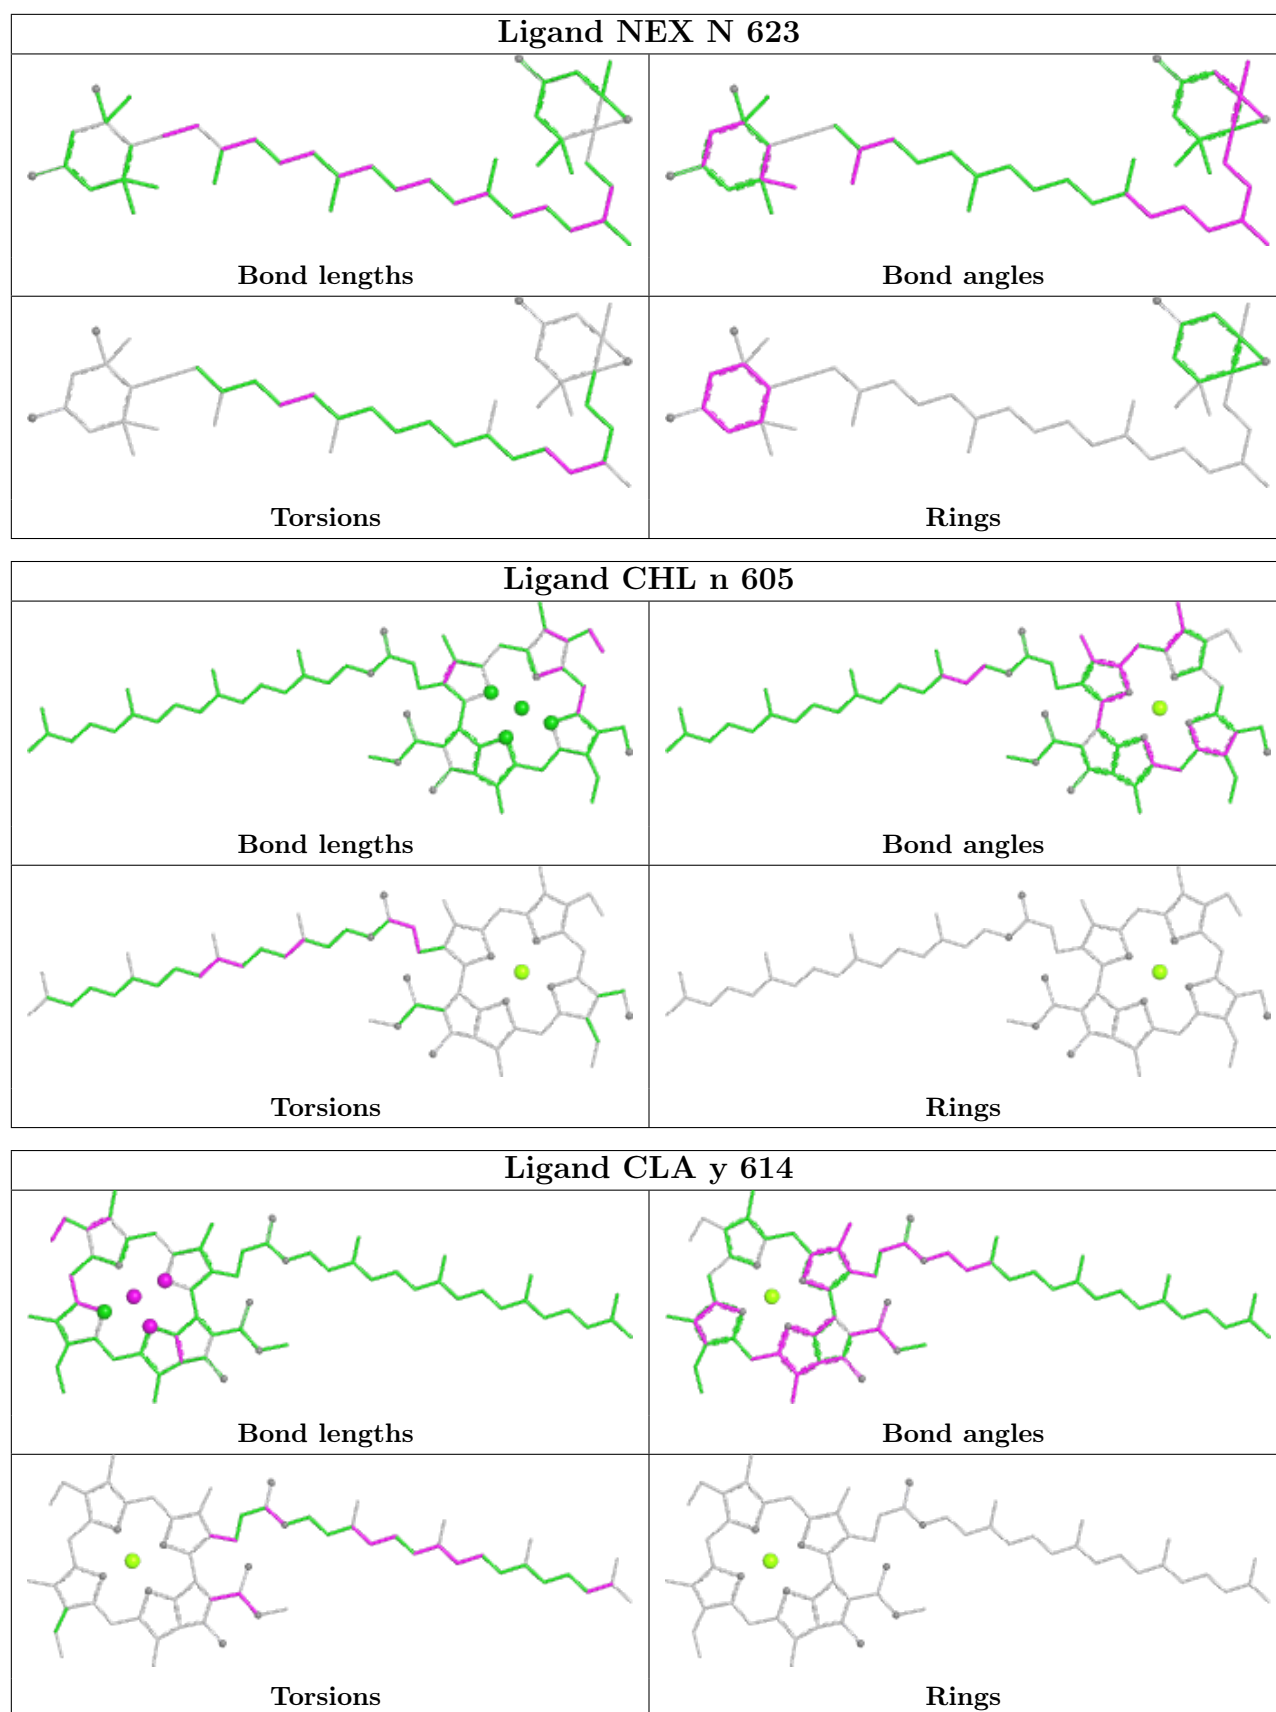 Ligand NEX N 623
Bond lengths
Bond angles
Torsions
Rings
Ligand CHL n 605
Bond lengths
Bond angles
Torsions
Rings
Ligand CLA y 614
Bond lengths
Bond angles
Torsions
Rings